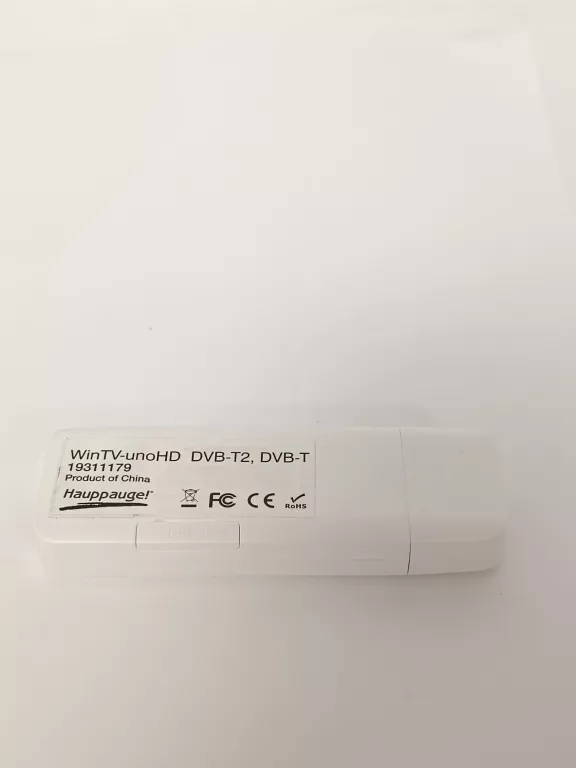 WinTV-unoHD DVB-T2, DVB-T
19311179
Product of China
Hauppauge!
FC CE RoHS